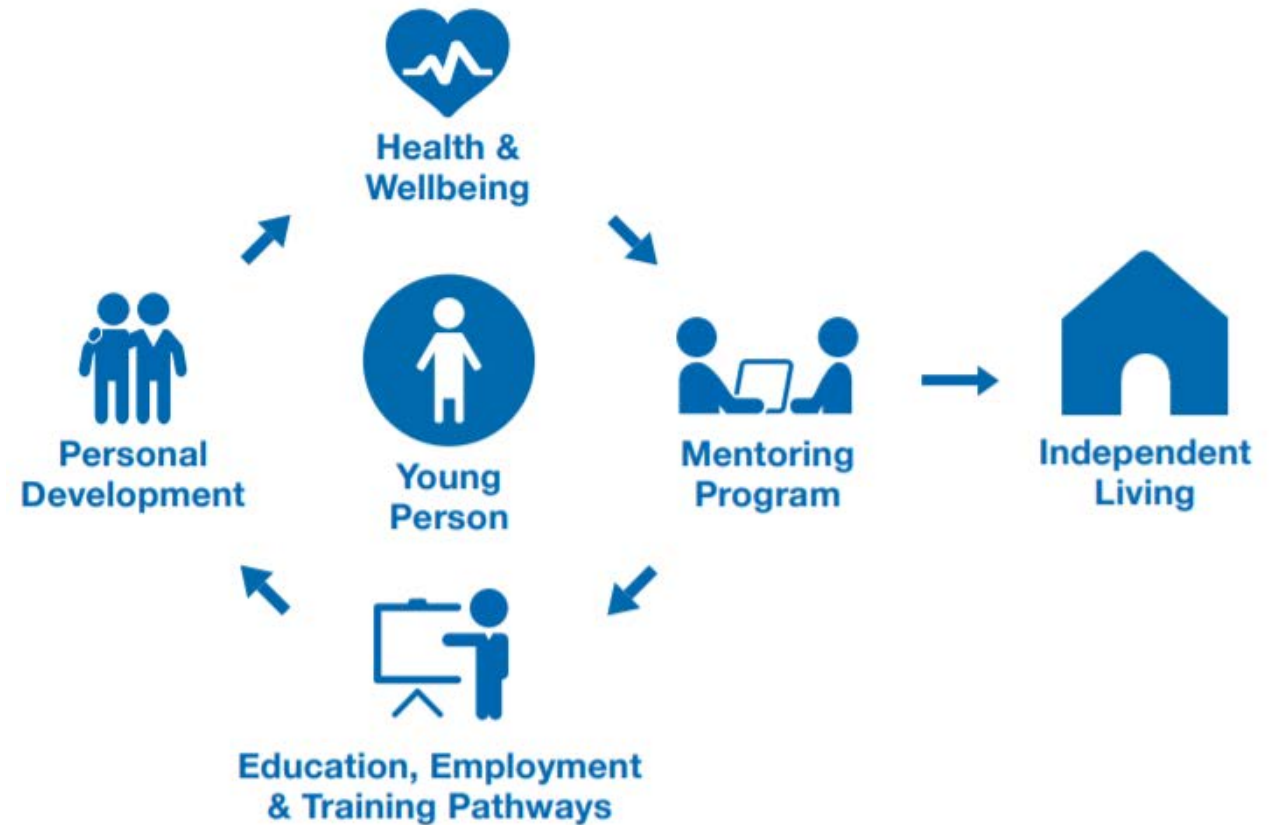 Health &
Wellbeing
Personal
Development
Young
Person
Mentoring
Program
Independent
Living
Education, Employment
& Training Pathways